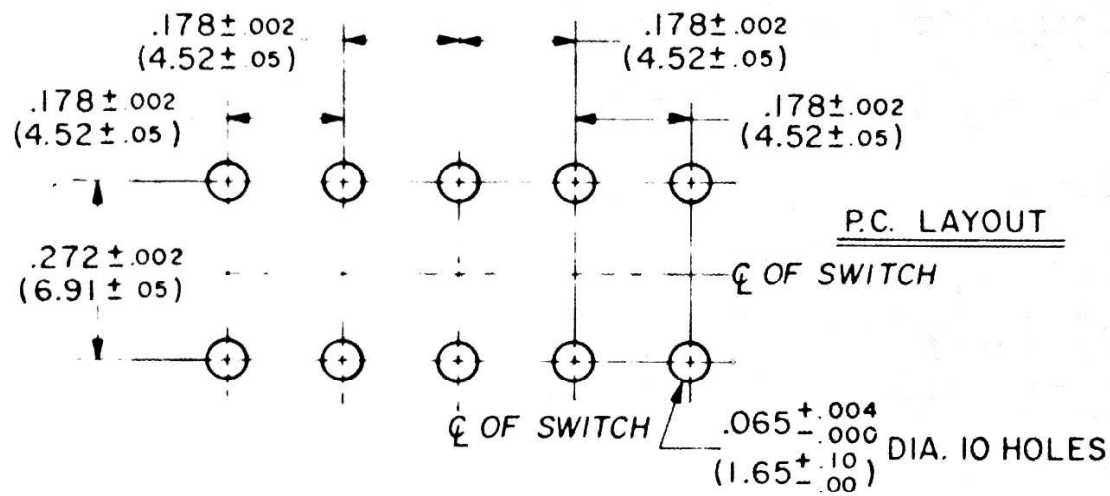 .178±.002
(4.52±.05)
.178±.002
(4.52±.05)
.178±.002
(4.52±.05)
.178±.002
(4.52±.05)
P.C. LAYOUT
.272±.002
(6.91±05)
℄ OF SWITCH
℄ OF SWITCH
.065+.004-.000 DIA. 10 HOLES
(1.65+.10-.00)